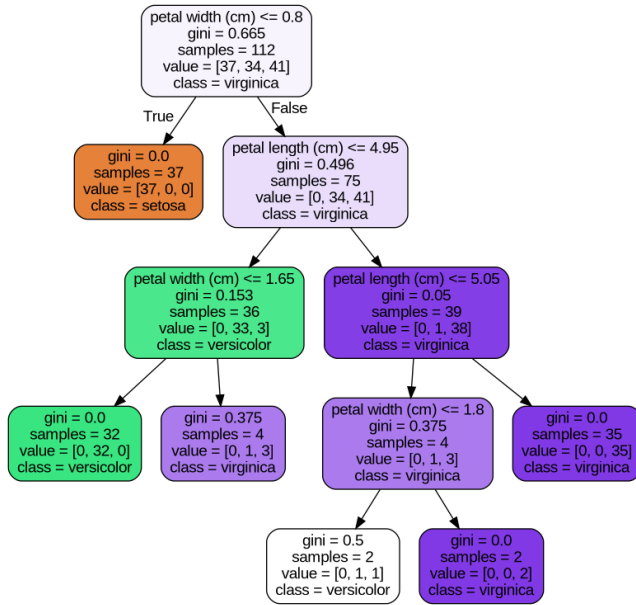 petal width (cm) <= 0.8
gini = 0.665
samples = 112
value = [37, 34, 41]
class = virginica
True
False
gini = 0.0
samples = 37
value = [37, 0, 0]
class = setosa
petal length (cm) <= 4.95
gini = 0.496
samples = 75
value = [0, 34, 41]
class = virginica
petal width (cm) <= 1.65
gini = 0.153
samples = 36
value = [0, 33, 3]
class = versicolor
petal length (cm) <= 5.05
gini = 0.05
samples = 39
value = [0, 1, 38]
class = virginica
gini = 0.0
samples = 32
value = [0, 32, 0]
class = versicolor
gini = 0.375
samples = 4
value = [0, 1, 3]
class = virginica
petal width (cm) <= 1.8
gini = 0.375
samples = 4
value = [0, 1, 3]
class = virginica
gini = 0.0
samples = 35
value = [0, 0, 35]
class = virginica
gini = 0.5
samples = 2
value = [0, 1, 1]
class = versicolor
gini = 0.0
samples = 2
value = [0, 0, 2]
class = virginica